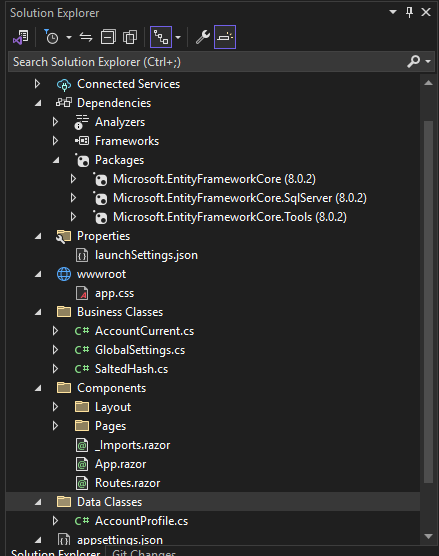 Solution Explorer
Search Solution Explorer (Ctrl+;)
Connected Services
Dependencies
Analyzers
Frameworks
Packages
Microsoft.EntityFrameworkCore (8.0.2)
Microsoft.EntityFrameworkCore.SqlServer (8.0.2)
Microsoft.EntityFrameworkCore.Tools (8.0.2)
Properties
launchSettings.json
wwwroot
app.css
Business Classes
C# AccountCurrent.cs
C# GlobalSettings.cs
C# SaltedHash.cs
Components
Layout
Pages
_Imports.razor
App.razor
Routes.razor
Data Classes
C# AccountProfile.cs
appsettings.json
Solution Explorer Git Changes